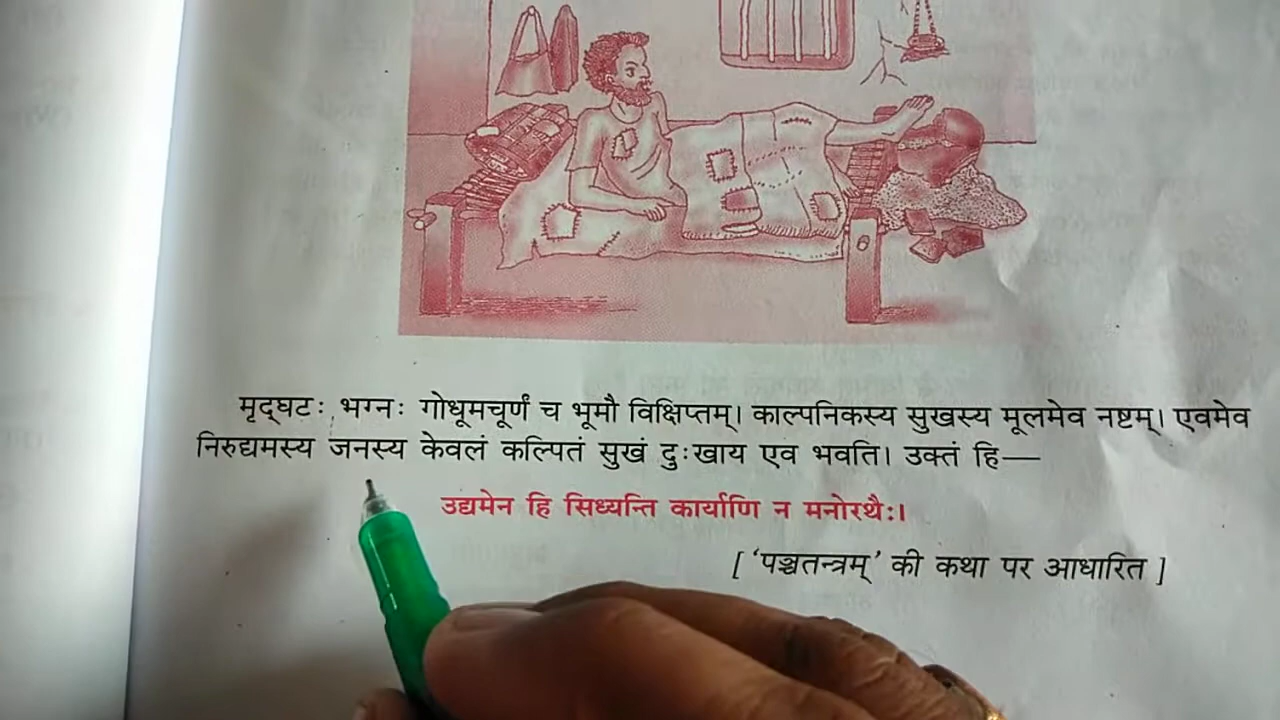 मृद्घटः भग्नः गोधूमचूर्णं च भूमौ विक्षिप्तम्। काल्पनिकस्य सुखस्य मूलमेव नष्टम्। एवमेव
निरुद्यमस्य जनस्य केवलं कल्पितं सुखं दुःखाय एव भवति। उक्तं हि—
उद्यमेन हि सिध्यन्ति कार्याणि न मनोरथैः।
[ ‘पञ्चतन्त्रम्’ की कथा पर आधारित ]